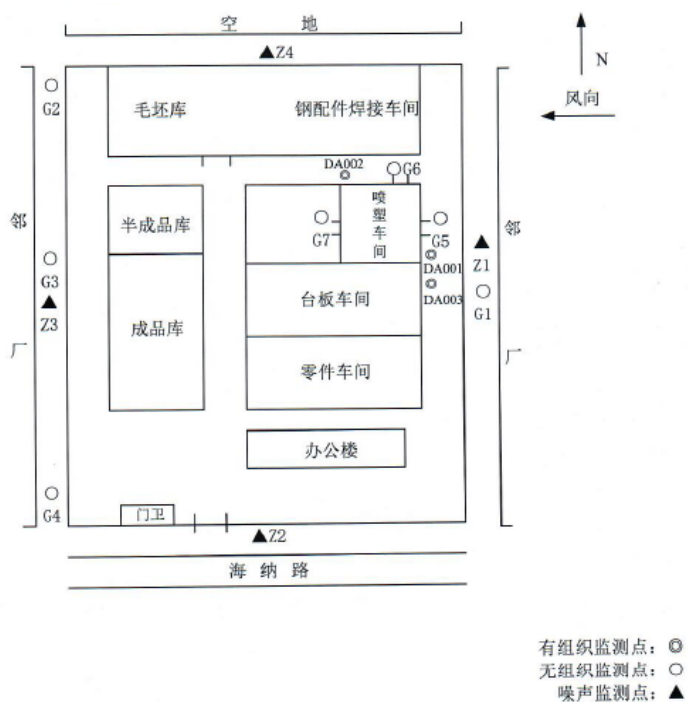 空 地
▲Z4
N
风向
G2
毛坯库
钢配件焊接车间
DA002
G6
喷塑车间
半成品库
G7
G5
邻厂
邻厂
Z1
G3
DA001
Z3
台板车间
DA003
G1
成品库
零件车间
办公楼
G4
门卫
▲Z2
海 纳 路
有组织监测点：◎
无组织监测点：○
噪声监测点：▲